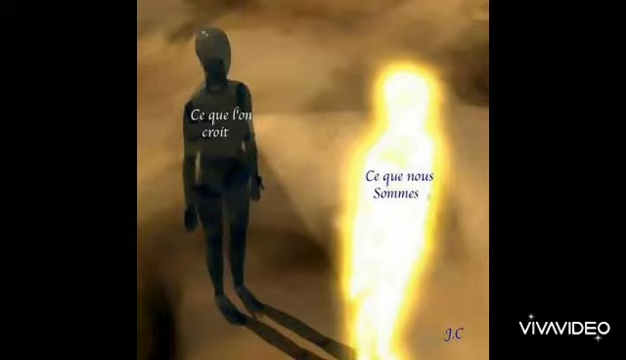 Ce que l'on
croit
Ce que nous
Sommes
J.C
VIVAVIDEO